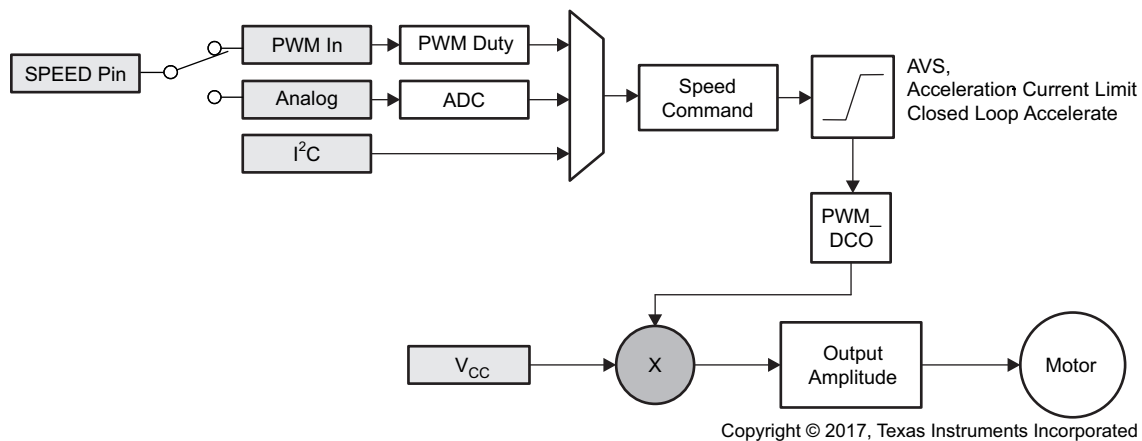 SPEED Pin
PWM In
PWM Duty
Analog
ADC
I²C
Speed
Command
AVS,
Acceleration Current Limit
Closed Loop Accelerate
PWM_
DCO
VCC
X
Output
Amplitude
Motor
Copyright © 2017, Texas Instruments Incorporated